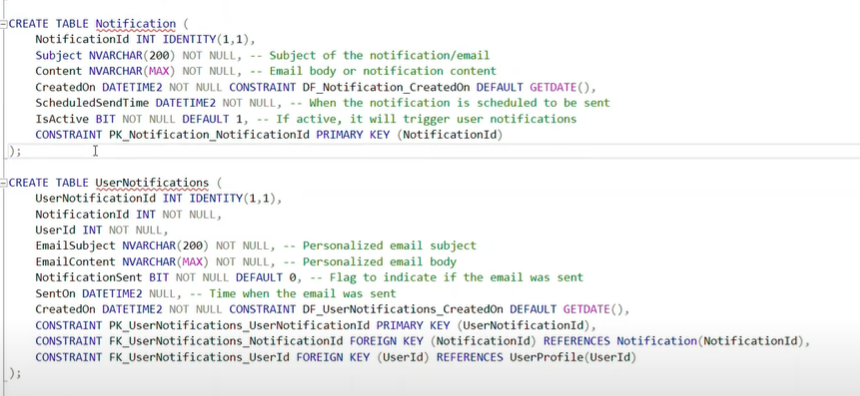 CREATE TABLE Notification (
NotificationId INT IDENTITY(1,1),
Subject NVARCHAR(200) NOT NULL, -- Subject of the notification/email
Content NVARCHAR(MAX) NOT NULL, -- Email body or notification content
CreatedOn DATETIME2 NOT NULL CONSTRAINT DF_Notification_CreatedOn DEFAULT GETDATE(),
ScheduledSendTime DATETIME2 NOT NULL, -- When the notification is scheduled to be sent
IsActive BIT NOT NULL DEFAULT 1, -- If active, it will trigger user notifications
CONSTRAINT PK_Notification_NotificationId PRIMARY KEY (NotificationId)
);
CREATE TABLE UserNotifications (
UserNotificationId INT IDENTITY(1,1),
NotificationId INT NOT NULL,
UserId INT NOT NULL,
EmailSubject NVARCHAR(200) NOT NULL, -- Personalized email subject
EmailContent NVARCHAR(MAX) NOT NULL, -- Personalized email body
NotificationSent BIT NOT NULL DEFAULT 0, -- Flag to indicate if the email was sent
SentOn DATETIME2 NULL, -- Time when the email was sent
CreatedOn DATETIME2 NOT NULL CONSTRAINT DF_UserNotifications_CreatedOn DEFAULT GETDATE(),
CONSTRAINT PK_UserNotifications_UserNotificationId PRIMARY KEY (UserNotificationId),
CONSTRAINT FK_UserNotifications_NotificationId FOREIGN KEY (NotificationId) REFERENCES Notification(NotificationId),
CONSTRAINT FK_UserNotifications_UserId FOREIGN KEY (UserId) REFERENCES UserProfile(UserId)
);